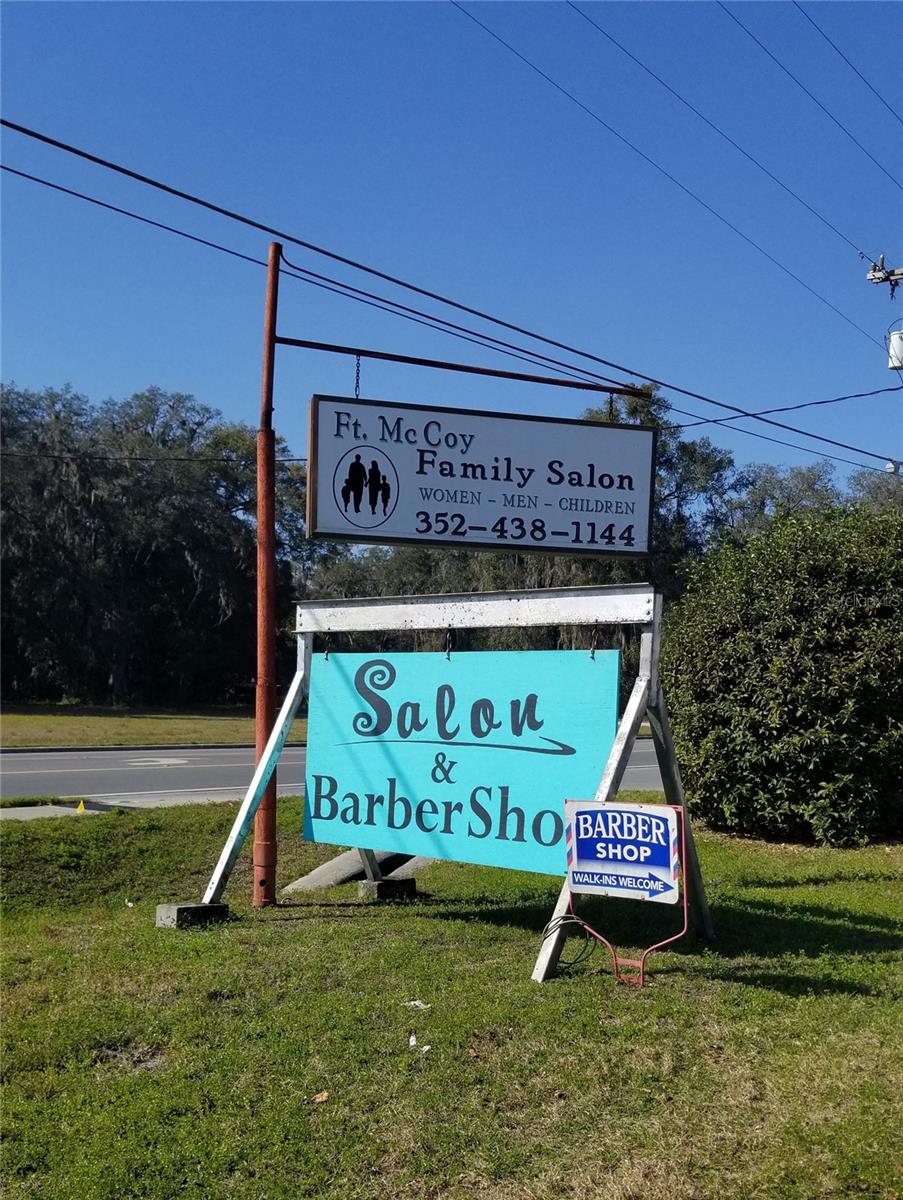 Ft. McCoy
Family Salon
WOMEN - MEN - CHILDREN
352-438-1144
Salon
&
BarberSho
BARBER
SHOP
WALK-INS WELCOME